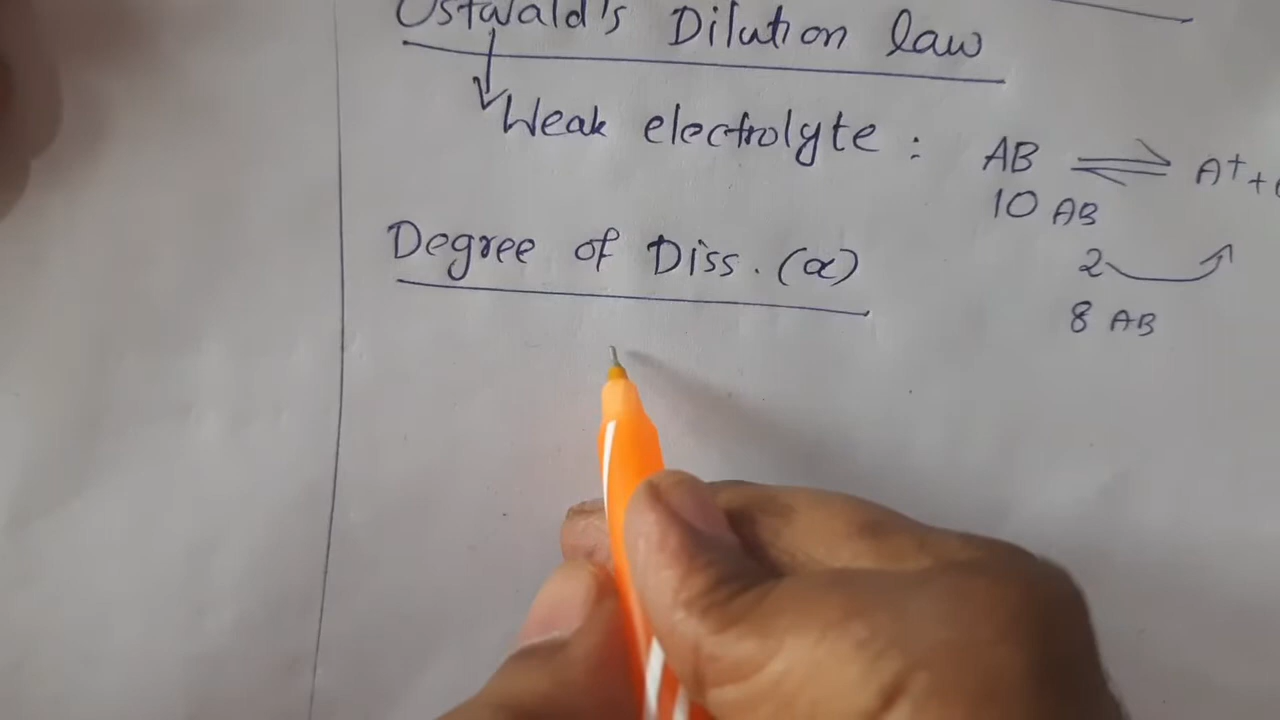 Ostwald's Dilution law
Weak electrolyte : AB ⇌ A+ +
10 AB
Degree of Diss. (α)
2
8 AB